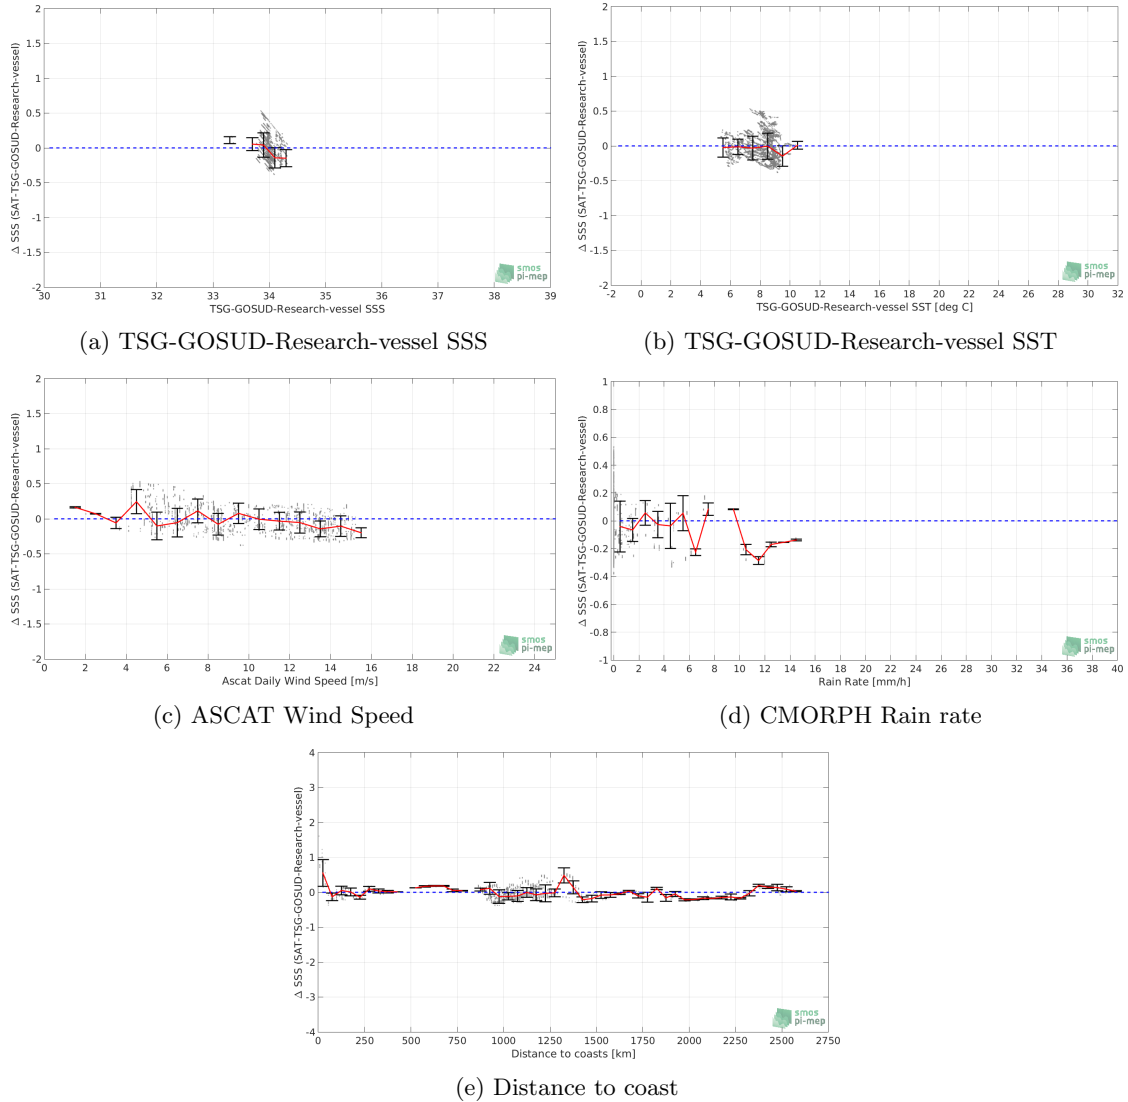 2
1.5
1
0.5
0
-0.5
-1
-1.5
-2
Δ SSS (SAT-TSG-GOSUD-Research-vessel)
30 31 32 33 34 35 36 37 38 39
TSG-GOSUD-Research-vessel SSS
smos
pi-mep
(a) TSG-GOSUD-Research-vessel SSS
2
1.5
1
0.5
0
-0.5
-1
-1.5
-2
Δ SSS (SAT-TSG-GOSUD-Research-vessel)
-2 0 2 4 6 8 10 12 14 16 18 20 22 24 26 28 30 32
TSG-GOSUD-Research-vessel SST [deg C]
smos
pi-mep
(b) TSG-GOSUD-Research-vessel SST
2
1.5
1
0.5
0
-0.5
-1
-1.5
-2
Δ SSS (SAT-TSG-GOSUD-Research-vessel)
2 4 6 8 10 12 14 16 18 20 22 24
Ascat Daily Wind Speed [m/s]
smos
pi-mep
(c) ASCAT Wind Speed
1
0.8
0.6
0.4
0.2
0
-0.2
-0.4
-0.6
-0.8
-1
Δ SSS (SAT-TSG-GOSUD-Research-vessel)
0 2 4 6 8 10 12 14 16 18 20 22 24 26 28 30 32 34 36 38 40
Rain Rate [mm/h]
smos
pi-mep
(d) CMORPH Rain rate
4
3
2
1
0
-1
-2
-3
-4
Δ SSS (SAT-TSG-GOSUD-Research-vessel)
0 250 500 750 1000 1250 1500 1750 2000 2250 2500 2750
Distance to coasts [km]
smos
pi-mep
(e) Distance to coast